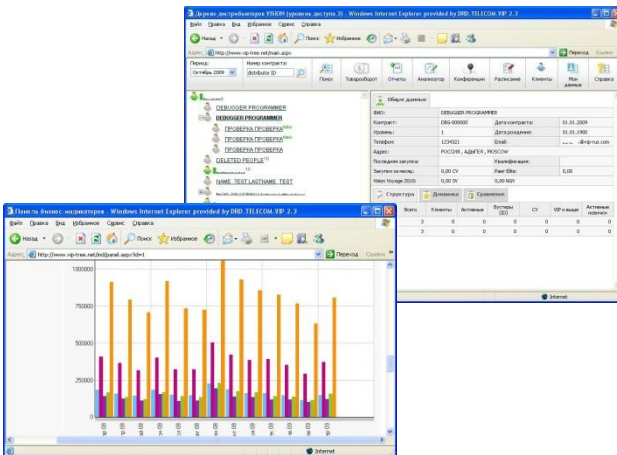 Дерево дистрибьюторов VISION (уровень доступа 3) - Windows Internet Explorer provided by DRD.TELECOM.VIP 2.3
Файл Правка Вид Избранное Сервис Справка
Назад Поиск Избранное
Адрес: http://www.vip-tree.net/main.aspx Переход Ссылки
Период: Номер контракта:
Октябрь 2009 distributor ID
Поиск Товарооборот Отчеты Анализатор Конференции Расписание Клиенты Мои данные Справка
DEBUGGER PROGRAMMER
DEBUGGER PROGRAMMER
ПРОВЕРКА ПРОВЕРКА
ПРОВЕРКА ПРОВЕРКА
ПРОВЕРКА ПРОВЕРКА
DELETED PEOPLE
NAME_TEST LASTNAME_TEST
Общие данные
ФИО: DEBUGGER PROGRAMMER
Контракт: DBG-000000 Дата контракта: 01.01.2009
Уровень: 1 Дата рождения: 01.01.1900
Телефон: 1234321 Email: @vip-rus.com
Адрес: РОССИЯ, АДЫГЕЯ, MOSCOW
Последняя закупка: Квалификация:
Закупки за месяц: 0,00 CV Ранг Elite: 0,00
Vision Voyage 2010: 0,00 SV 0,00 NGV
Структура Динамика Сравнение
Всего Клиенты Активные Бустеры (ID) CV VIP и выше Активные новички
3 0 0 0 0 0 0
3 0 0 0 0 0 0
Internet
Панель бизнес-индикаторов - Windows Internet Explorer provided by DRD.TELECOM.VIP 2.3
Файл Правка Вид Избранное Сервис Справка
Назад Поиск Избранное
Адрес: http://www.vip-tree.net/ind/panel.aspx?id=1 Переход Ссылки
1000000
750000
500000
250000
0
Internet